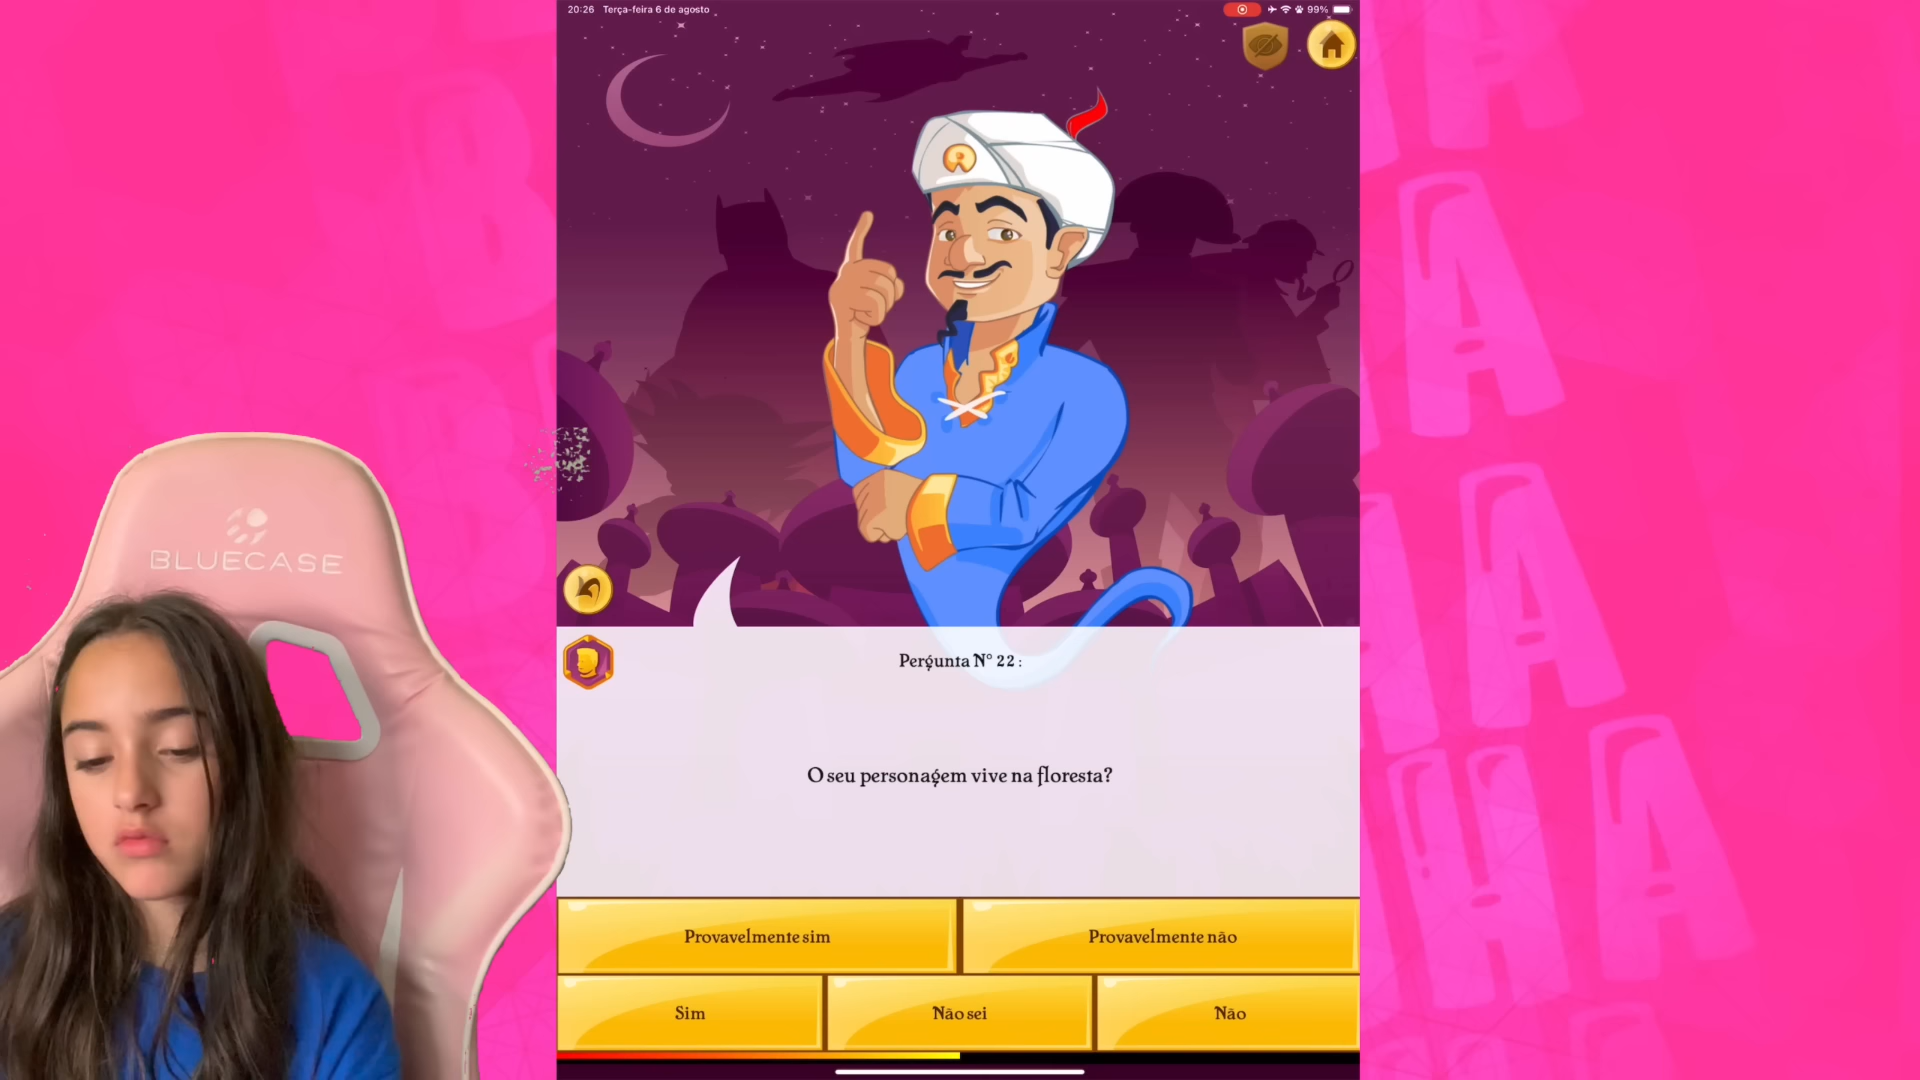 20:26 Terça-feira 6 de agosto
99%
BLUECASE
Pergunta N° 22 :
O seu personagem vive na floresta?
Provavelmente sim
Provavelmente não
Sim
Não sei
Não